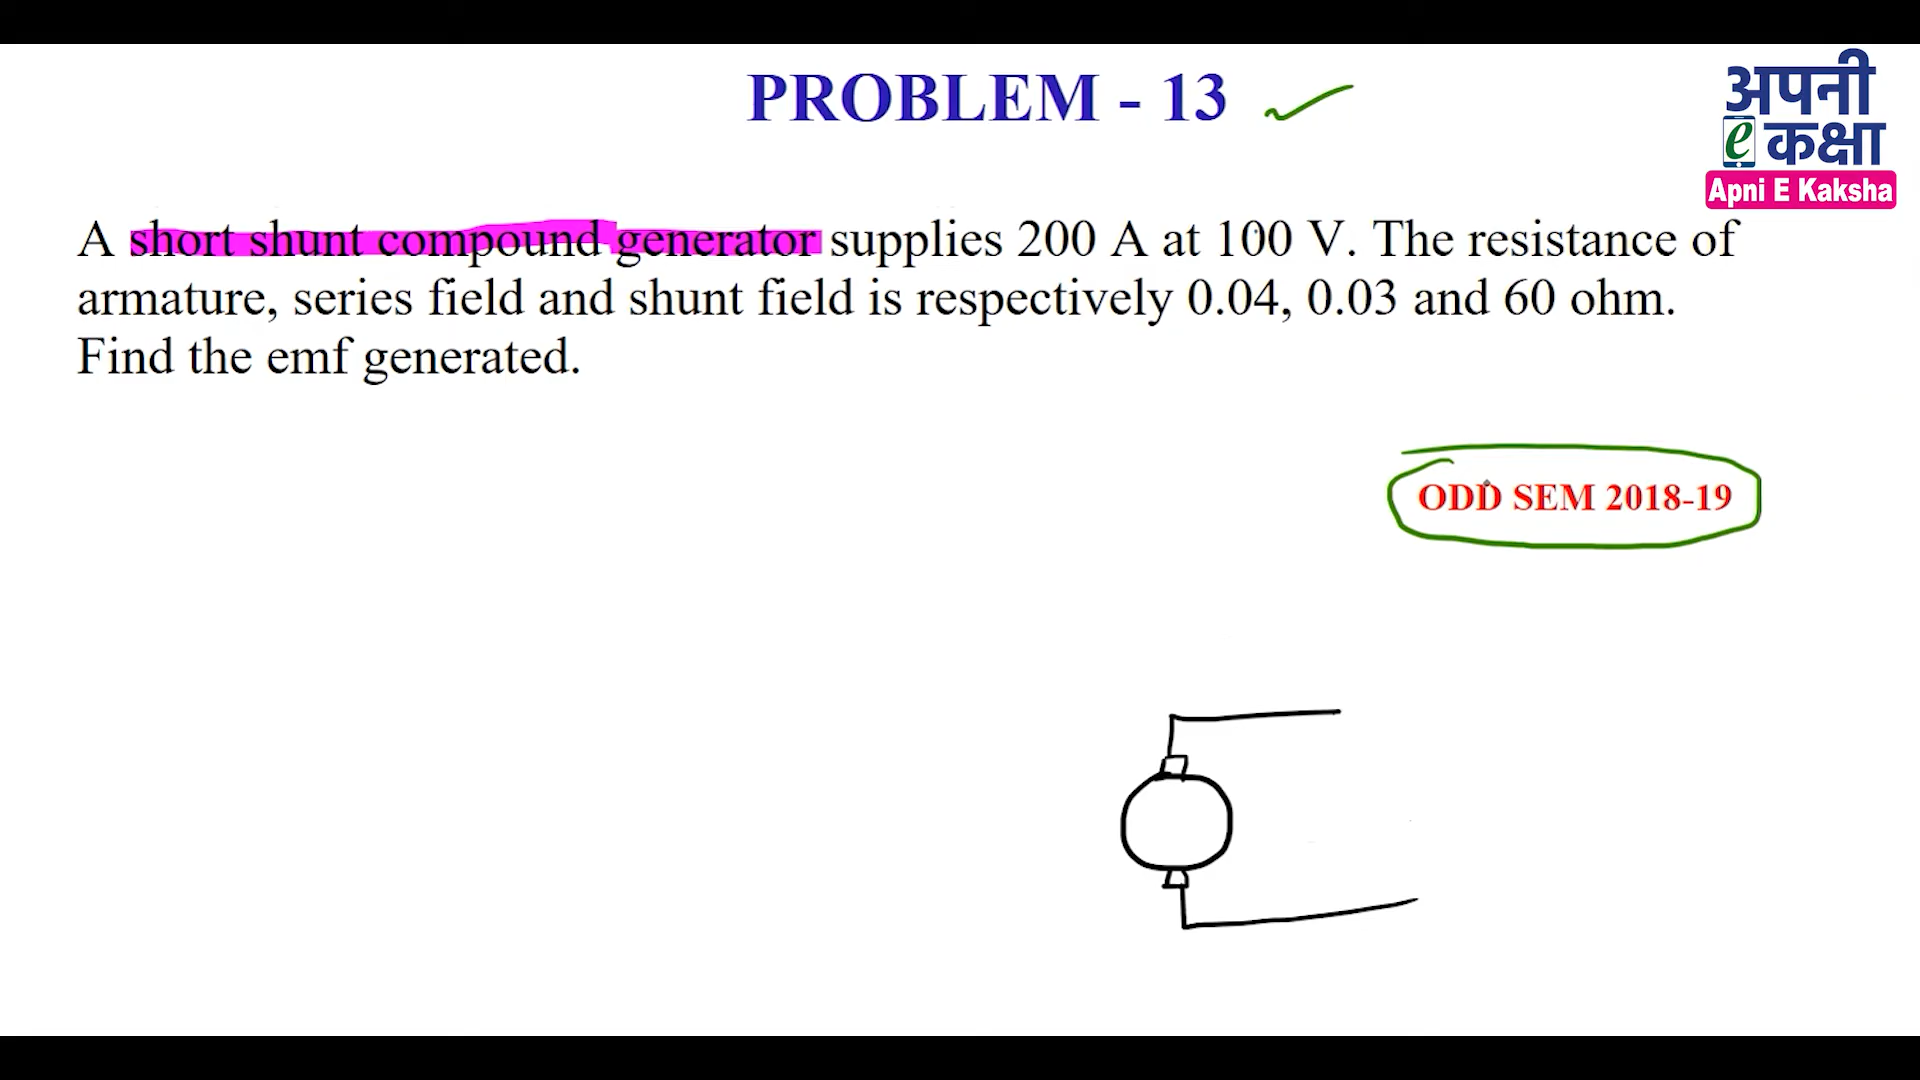 PROBLEM - 13
अपनी
e कक्षा
Apni E Kaksha
A short shunt compound generator supplies 200 A at 100 V. The resistance of
armature, series field and shunt field is respectively 0.04, 0.03 and 60 ohm.
Find the emf generated.
ODD SEM 2018-19